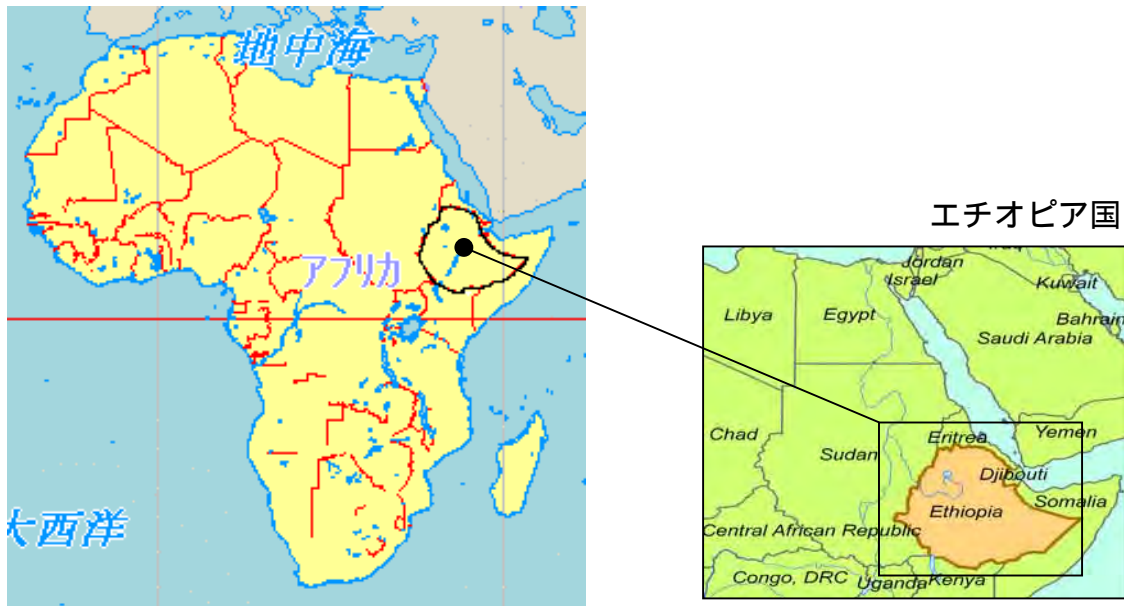 地中海
アフリカ
大西洋
エチオピア国
Jordan
Israel
Kuwait
Libya
Egypt
Bahrain
Saudi Arabia
Chad
Sudan
Eritrea
Yemen
Djibouti
Somalia
Ethiopia
Central African Republic
Congo, DRC
Uganda
Kenya